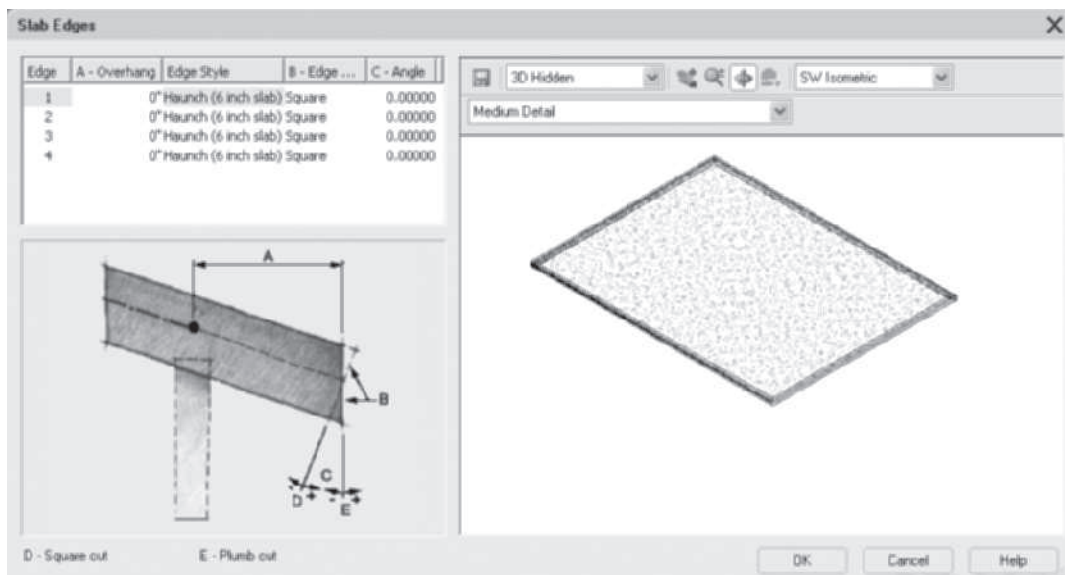 Slab Edges
Edge A - Overhang Edge Style B - Edge ... C - Angle
1 0" Haunch (6 inch slab) Square 0.00000
2 0" Haunch (6 inch slab) Square 0.00000
3 0" Haunch (6 inch slab) Square 0.00000
4 0" Haunch (6 inch slab) Square 0.00000
3D Hidden SW Isometric
Medium Detail
A
B
C
D + - + E
D - Square cut E - Plumb cut
OK Cancel Help